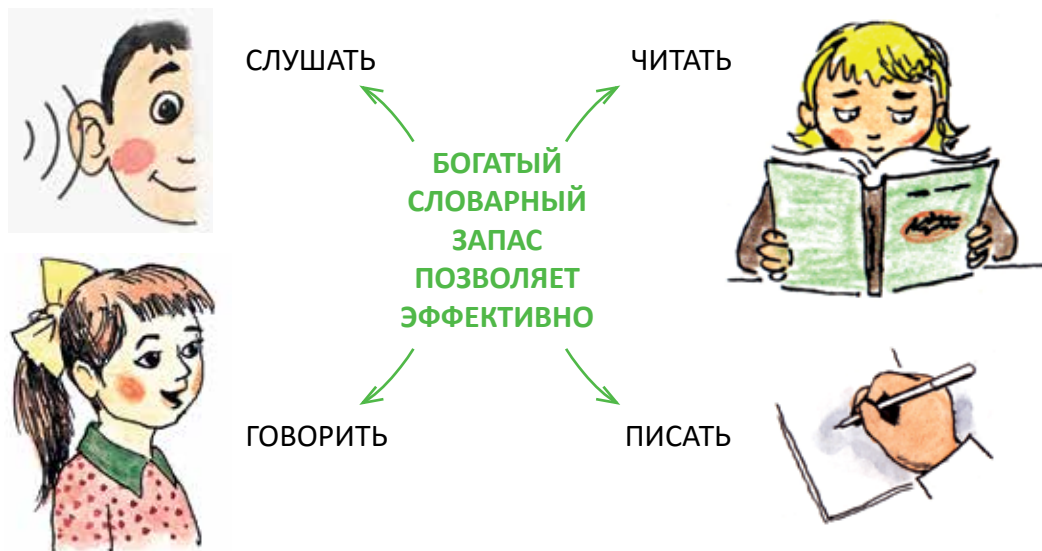 СЛУШАТЬ
ЧИТАТЬ
БОГАТЫЙ
СЛОВАРНЫЙ
ЗАПАС
ПОЗВОЛЯЕТ
ЭФФЕКТИВНО
ГОВОРИТЬ
ПИСАТЬ